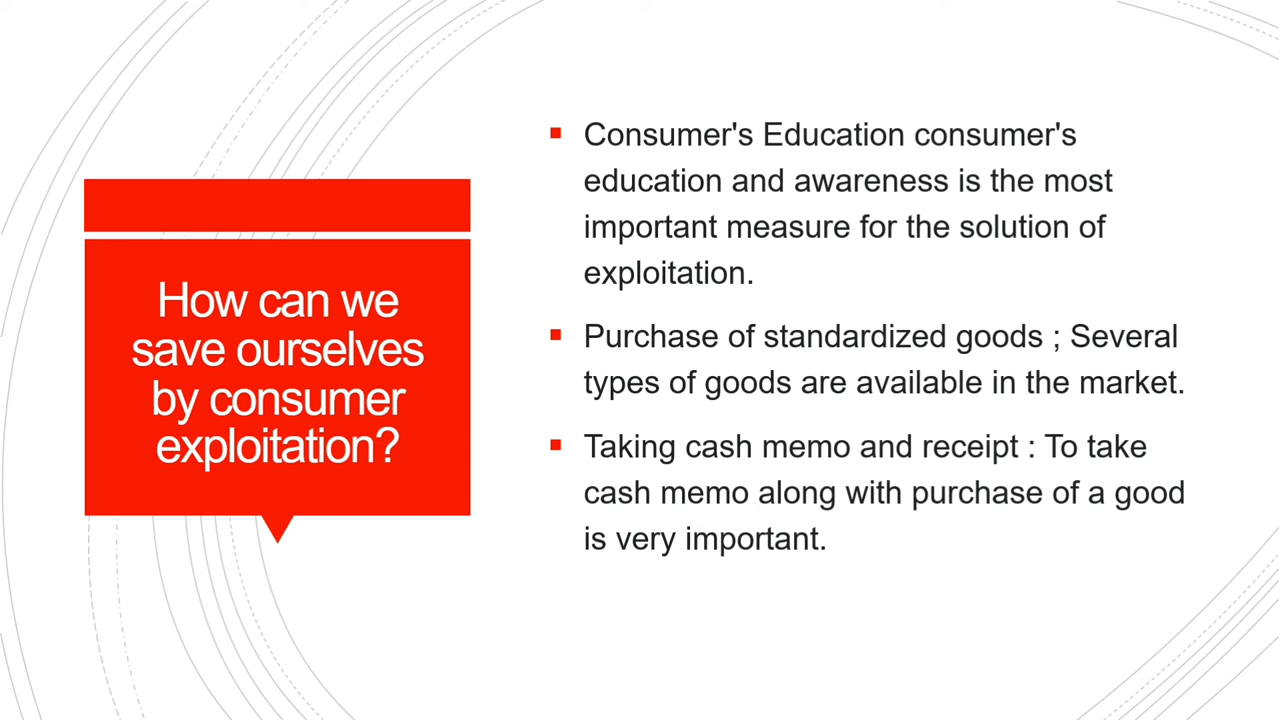 How can we
save ourselves
by consumer
exploitation?
Consumer's Education consumer's
education and awareness is the most
important measure for the solution of
exploitation.
Purchase of standardized goods ; Several
types of goods are available in the market.
Taking cash memo and receipt : To take
cash memo along with purchase of a good
is very important.